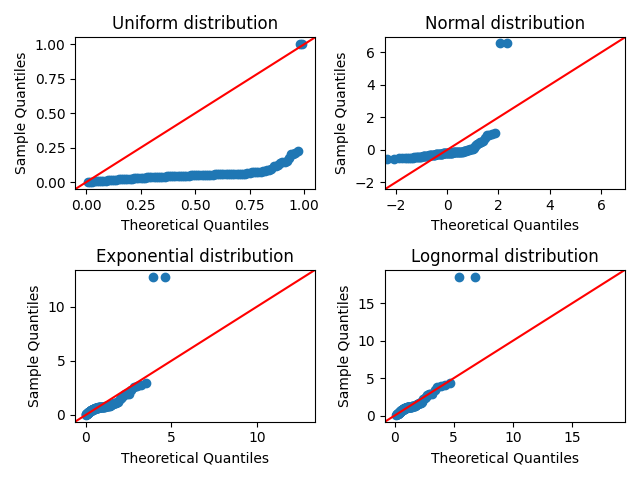 Uniform distribution
1.00
0.75
0.50
0.25
0.00
Sample Quantiles
0.00 0.25 0.50 0.75 1.00
Theoretical Quantiles
Normal distribution
6
4
2
0
−2
Sample Quantiles
−2 0 2 4 6
Theoretical Quantiles
Exponential distribution
10
5
0
Sample Quantiles
0 5 10
Theoretical Quantiles
Lognormal distribution
15
10
5
0
Sample Quantiles
0 5 10 15
Theoretical Quantiles